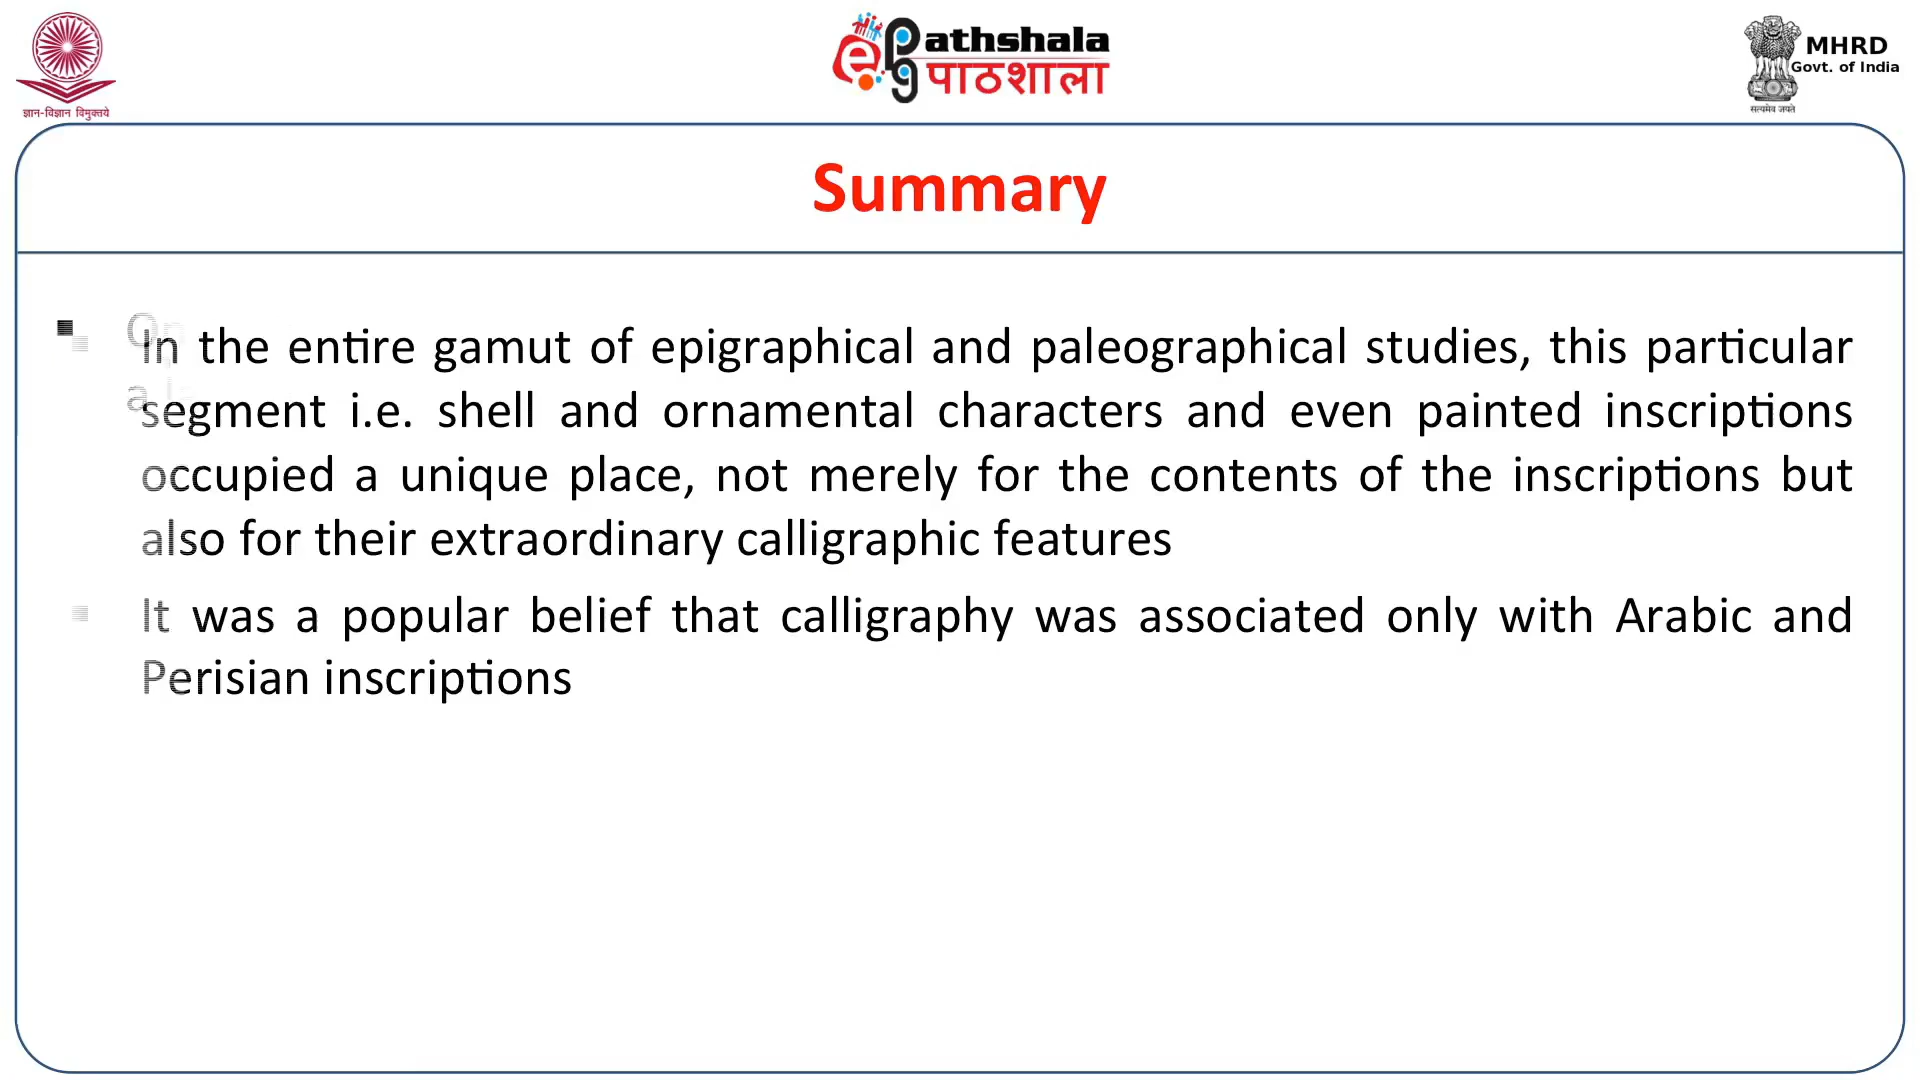 ज्ञान-विज्ञान विमुक्तये
e Pathshala
पाठशाला
MHRD
Govt. of India
सत्यमेव जयते
Summary
In the entire gamut of epigraphical and paleographical studies, this particular
segment i.e. shell and ornamental characters and even painted inscriptions
occupied a unique place, not merely for the contents of the inscriptions but
also for their extraordinary calligraphic features
It was a popular belief that calligraphy was associated only with Arabic and
Perisian inscriptions